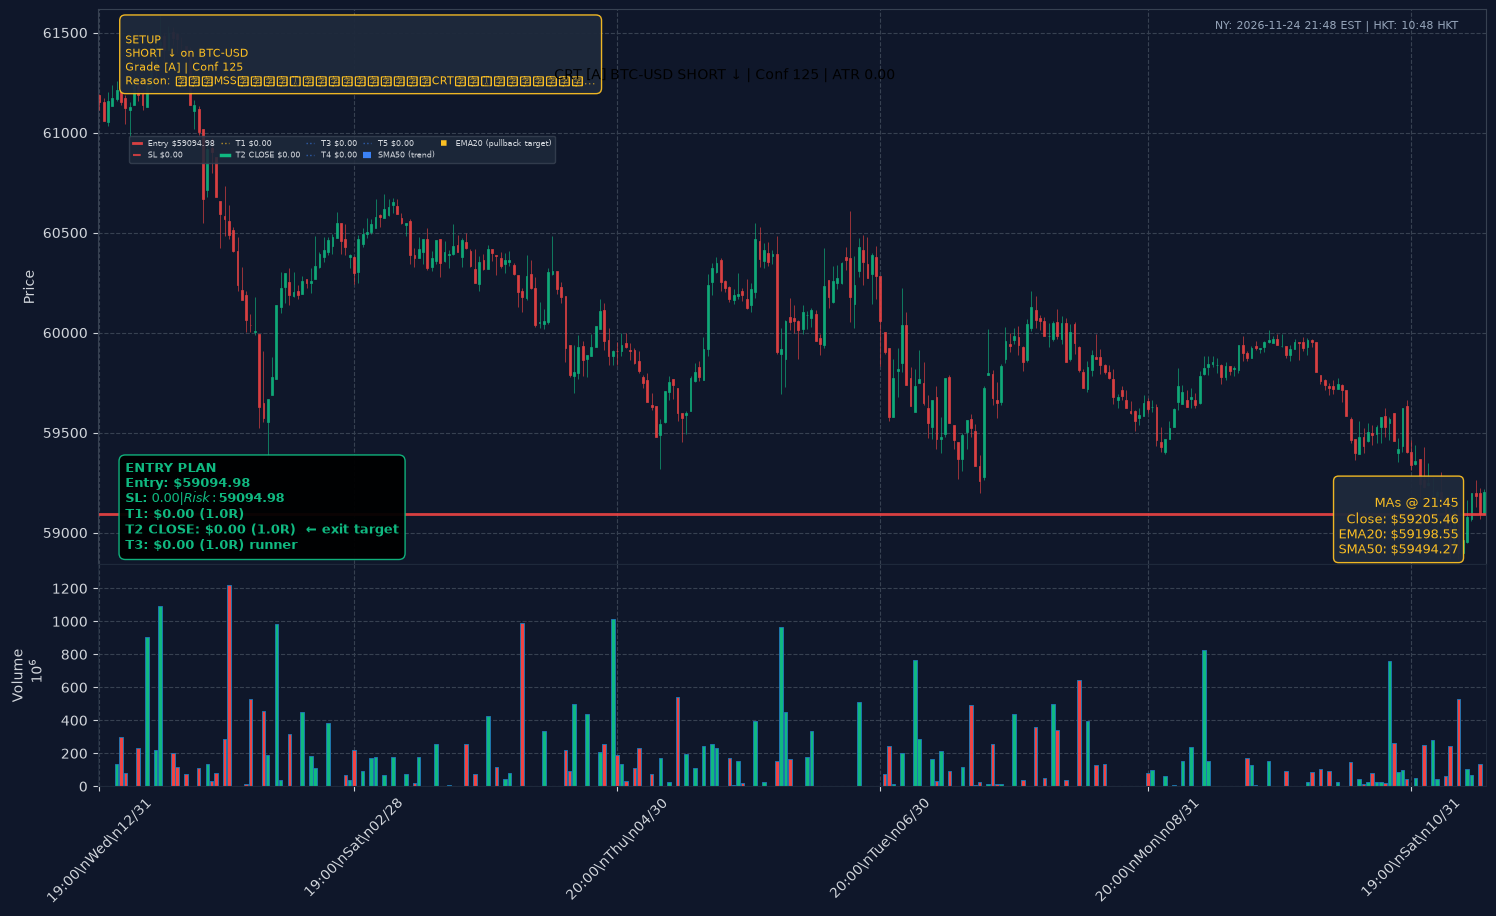 NY: 2026-11-24 21:48 EST | HKT: 10:48 HKT
SETUP
SHORT ↓ on BTC-USD
Grade [A] | Conf 125
Reason: MSS CRT ...
CRT [A] BTC-USD SHORT ↓ | Conf 125 | ATR 0.00
Entry $59094.98 T1 $0.00 T3 $0.00 T5 $0.00 EMA20 (pullback target)
SL $0.00 T2 CLOSE $0.00 T4 $0.00 SMA50 (trend)
61500
61000
60500
60000
59500
59000
Price
ENTRY PLAN
Entry: $59094.98
SL: 0.00|Risk:59094.98
T1: $0.00 (1.0R)
T2 CLOSE: $0.00 (1.0R) ← exit target
T3: $0.00 (1.0R) runner
MAs @ 21:45
Close: $59205.46
EMA20: $59198.55
SMA50: $59494.27
1200
1000
800
600
400
200
0
Volume
10⁶
19:00\nWed\n12/31
19:00\nSat\n02/28
20:00\nThu\n04/30
20:00\nTue\n06/30
20:00\nMon\n08/31
19:00\nSat\n10/31